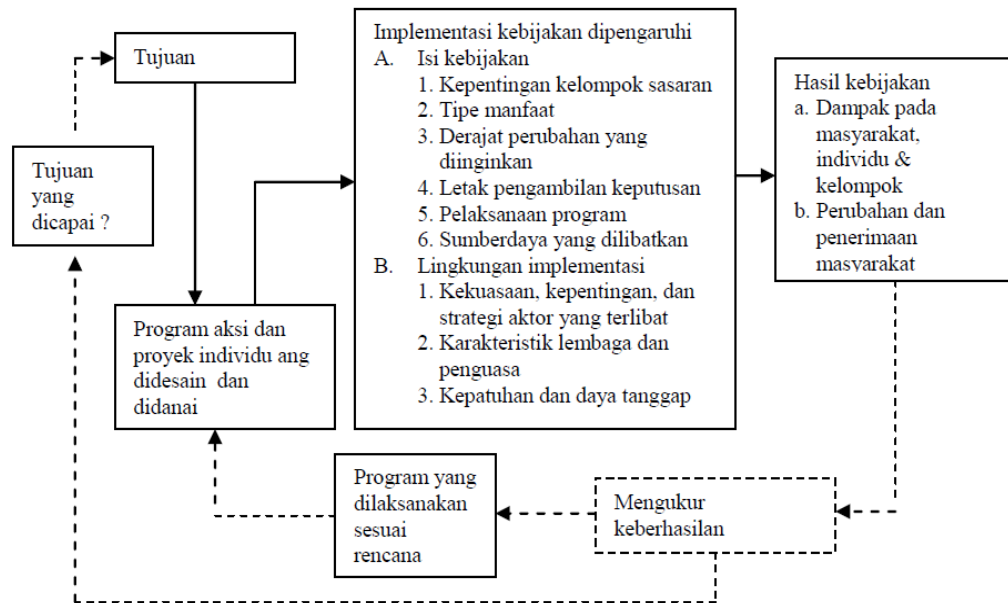 Tujuan
Tujuan
yang
dicapai ?
Program aksi dan
proyek individu ang
didesain dan
didanai
Implementasi kebijakan dipengaruhi
A. Isi kebijakan
1. Kepentingan kelompok sasaran
2. Tipe manfaat
3. Derajat perubahan yang
diinginkan
4. Letak pengambilan keputusan
5. Pelaksanaan program
6. Sumberdaya yang dilibatkan
B. Lingkungan implementasi
1. Kekuasaan, kepentingan, dan
strategi aktor yang terlibat
2. Karakteristik lembaga dan
penguasa
3. Kepatuhan dan daya tanggap
Hasil kebijakan
a. Dampak pada
masyarakat,
individu &
kelompok
b. Perubahan dan
penerimaan
masyarakat
Program yang
dilaksanakan
sesuai
rencana
Mengukur
keberhasilan